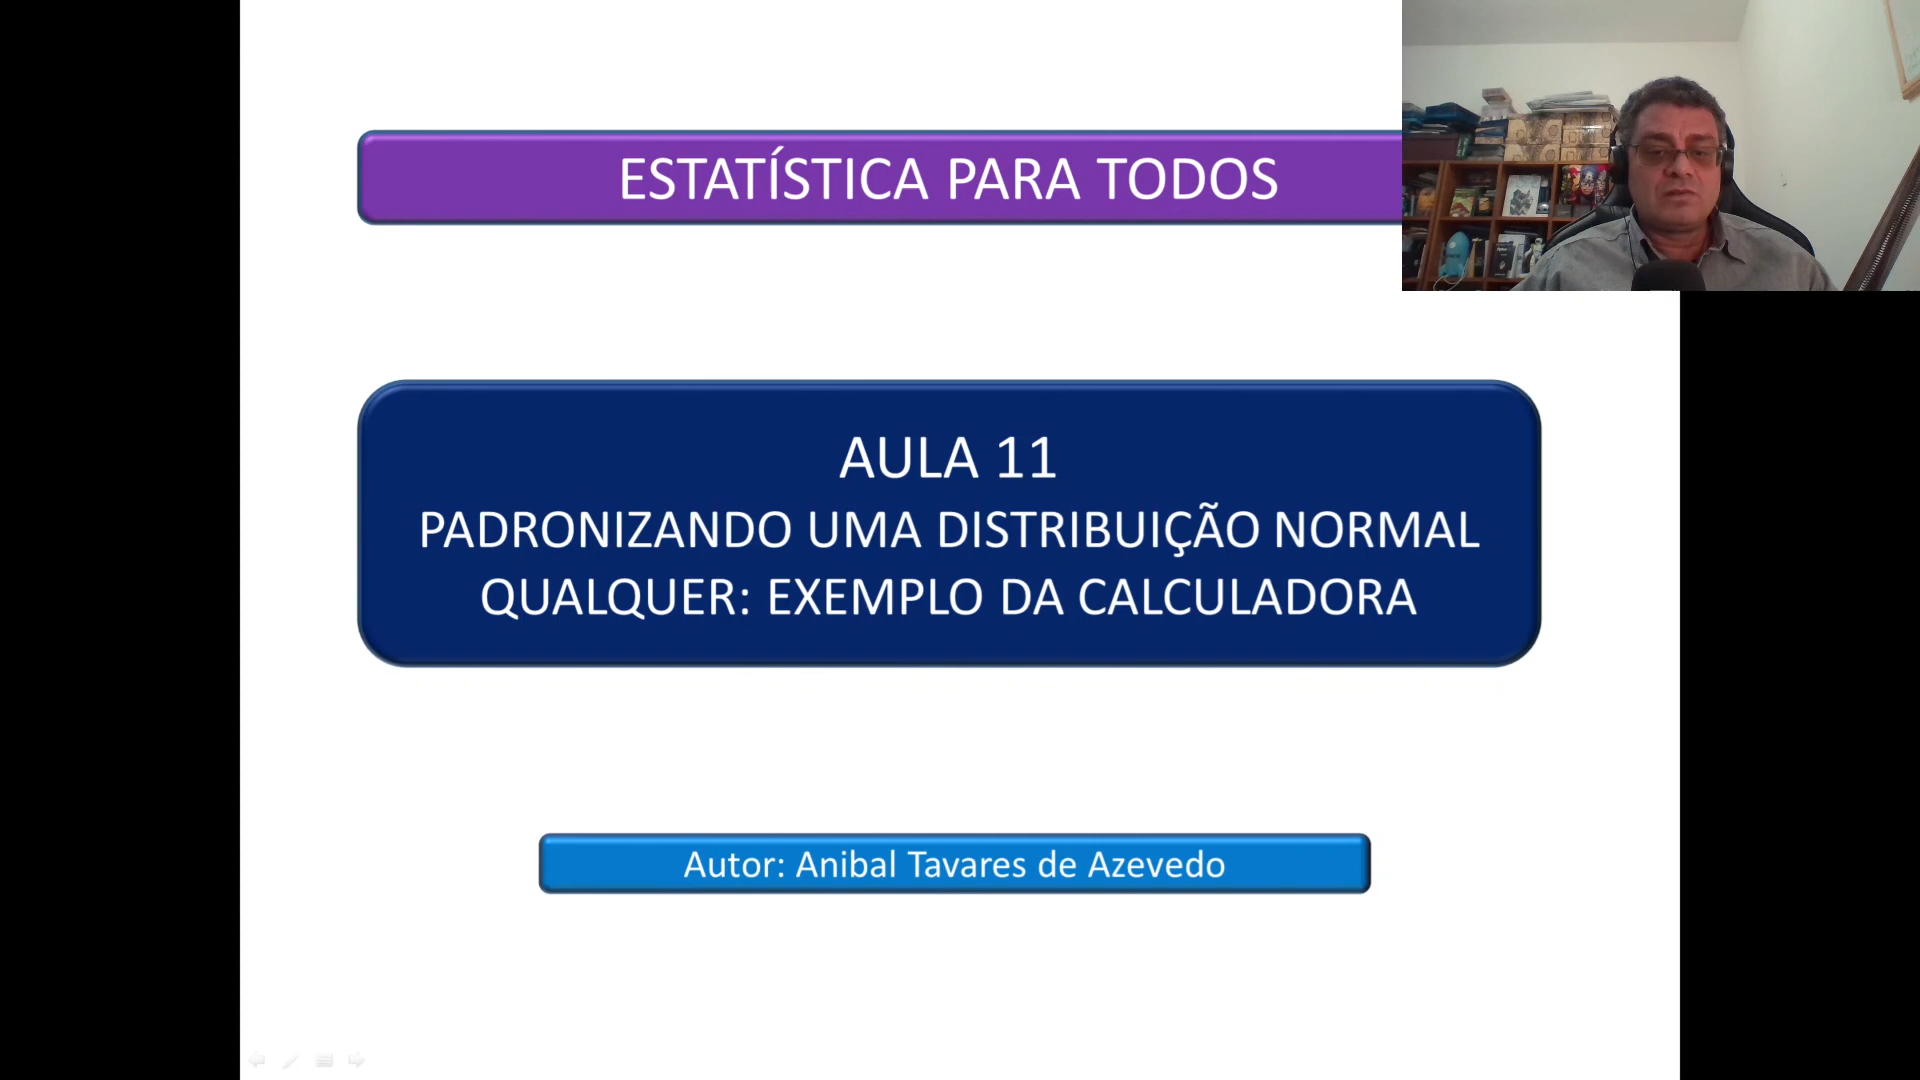 ESTATÍSTICA PARA TODOS
AULA 11
PADRONIZANDO UMA DISTRIBUIÇÃO NORMAL
QUALQUER: EXEMPLO DA CALCULADORA
Autor: Anibal Tavares de Azevedo